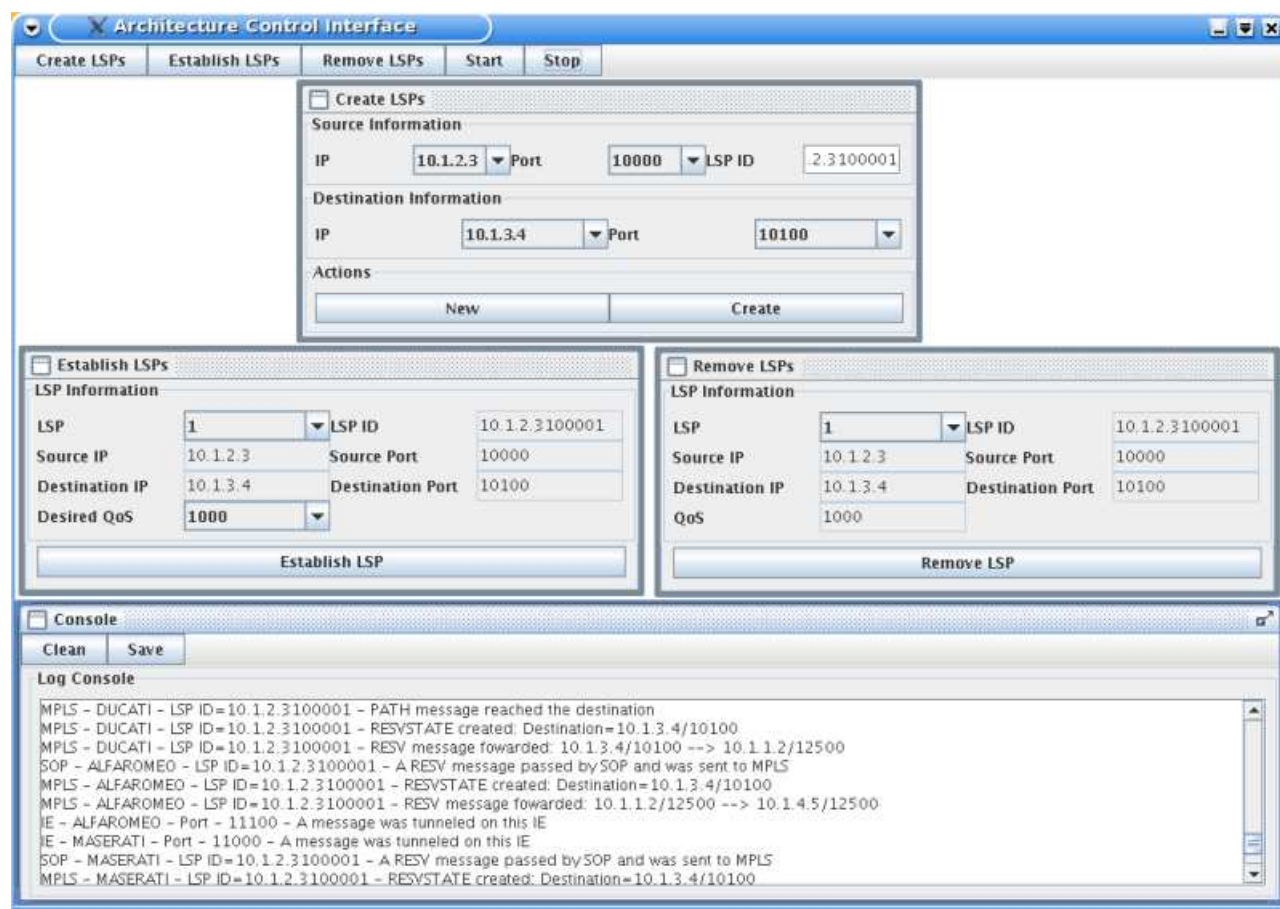 Architecture Control Interface
Create LSPs Establish LSPs Remove LSPs Start Stop
Create LSPs
Source Information
IP 10.1.2.3 Port 10000 LSP ID .2.3100001
Destination Information
IP 10.1.3.4 Port 10100
Actions
New Create
Establish LSPs
LSP Information
LSP 1 LSP ID 10.1.2.3100001
Source IP 10.1.2.3 Source Port 10000
Destination IP 10.1.3.4 Destination Port 10100
Desired QoS 1000
Establish LSP
Remove LSPs
LSP Information
LSP 1 LSP ID 10.1.2.3100001
Source IP 10.1.2.3 Source Port 10000
Destination IP 10.1.3.4 Destination Port 10100
QoS 1000
Remove LSP
Console
Clean Save
Log Console
MPLS – DUCATI – LSP ID=10.1.2.3100001 – PATH message reached the destination
MPLS – DUCATI – LSP ID=10.1.2.3100001 – RESVSTATE created: Destination=10.1.3.4/10100
MPLS – DUCATI – LSP ID=10.1.2.3100001 – RESV message fowarded: 10.1.3.4/10100 --> 10.1.1.2/12500
SOP – ALFAROMEO – LSP ID=10.1.2.3100001 – A RESV message passed by SOP and was sent to MPLS
MPLS – ALFAROMEO – LSP ID=10.1.2.3100001 – RESVSTATE created: Destination=10.1.3.4/10100
MPLS – ALFAROMEO – LSP ID=10.1.2.3100001 – RESV message fowarded: 10.1.1.2/12500 --> 10.1.4.5/12500
IE – ALFAROMEO – Port – 11100 – A message was tunneled on this IE
IE – MASERATI – Port – 11000 – A message was tunneled on this IE
SOP – MASERATI – LSP ID=10.1.2.3100001 – A RESV message passed by SOP and was sent to MPLS
MPLS – MASERATI – LSP ID=10.1.2.3100001 – RESVSTATE created: Destination=10.1.3.4/10100